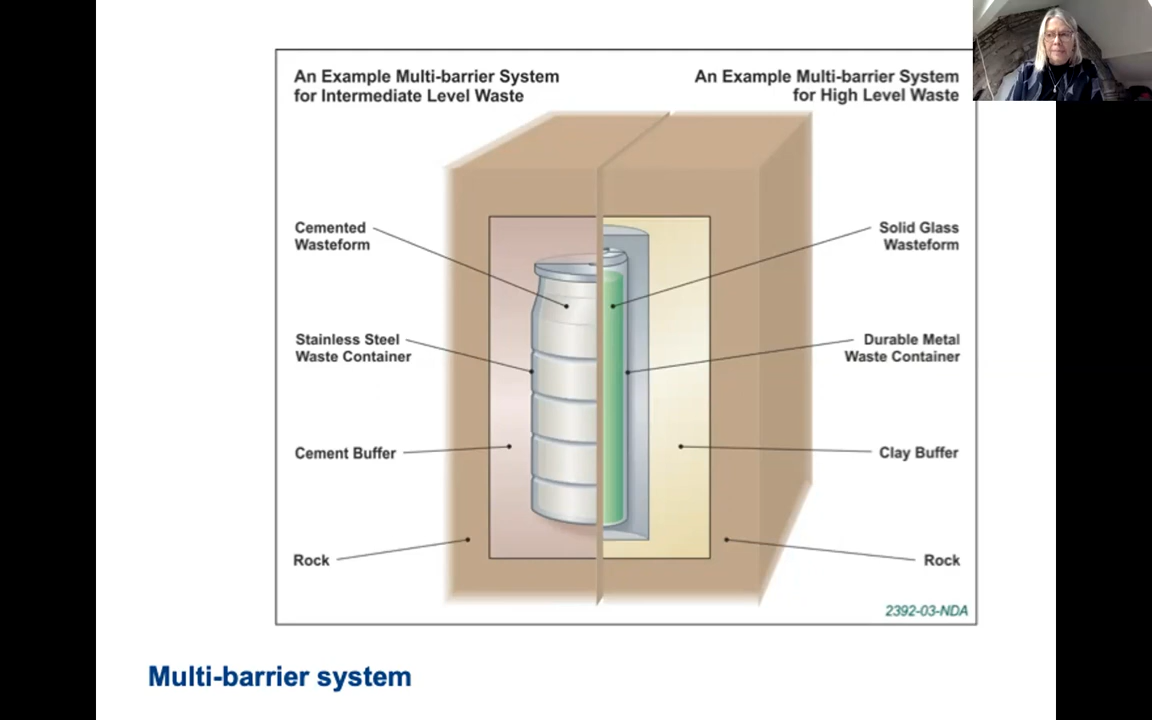 An Example Multi-barrier System
for Intermediate Level Waste
An Example Multi-barrier System
for High Level Waste
Cemented
Wasteform
Solid Glass
Wasteform
Stainless Steel
Waste Container
Durable Metal
Waste Container
Cement Buffer
Clay Buffer
Rock
Rock
2392-03-NDA
Multi-barrier system